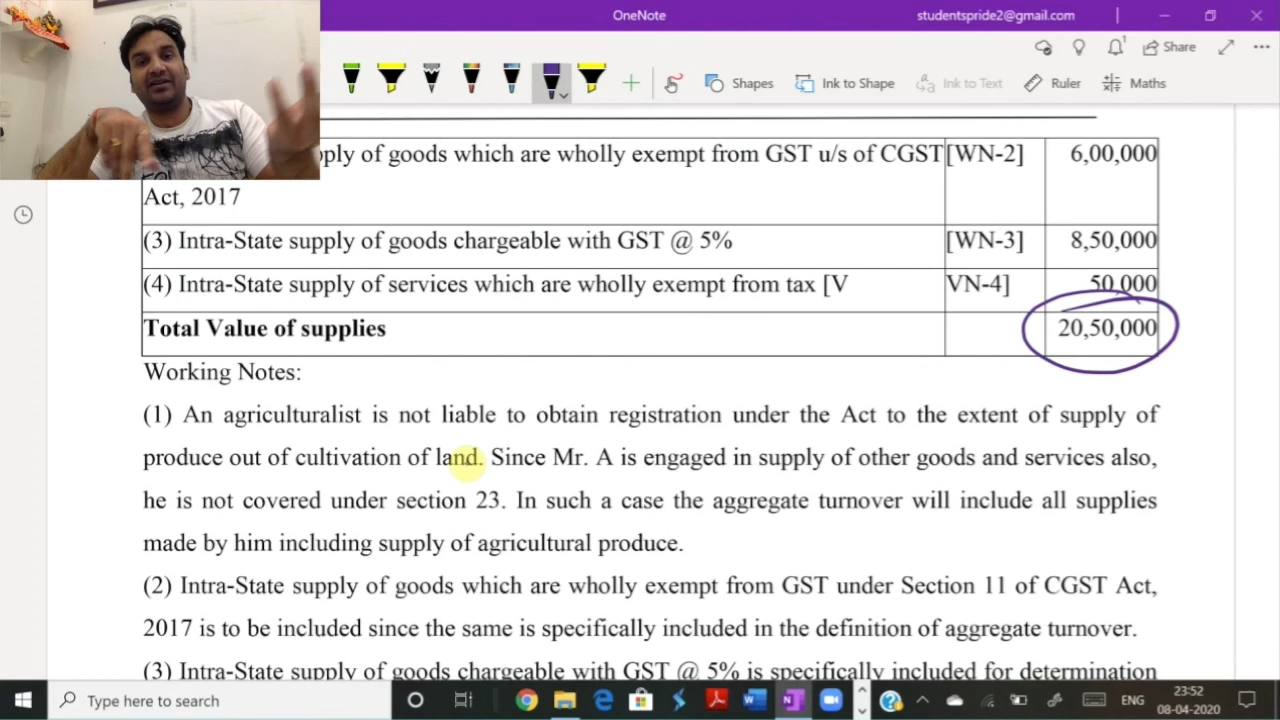 OneNote
studentspride2@gmail.com
Share
Shapes
Ink to Shape
Ink to Text
Ruler
Maths
ply of goods which are wholly exempt from GST u/s of CGST [WN-2] 6,00,000
Act, 2017
(3) Intra-State supply of goods chargeable with GST @ 5% [WN-3] 8,50,000
(4) Intra-State supply of services which are wholly exempt from tax [V VN-4] 50,000
Total Value of supplies 20,50,000
Working Notes:
(1) An agriculturalist is not liable to obtain registration under the Act to the extent of supply of
produce out of cultivation of land. Since Mr. A is engaged in supply of other goods and services also,
he is not covered under section 23. In such a case the aggregate turnover will include all supplies
made by him including supply of agricultural produce.
(2) Intra-State supply of goods which are wholly exempt from GST under Section 11 of CGST Act,
2017 is to be included since the same is specifically included in the definition of aggregate turnover.
(3) Intra-State supply of goods chargeable with GST @ 5% is specifically included for determination
Type here to search
ENG
23:52
08-04-2020